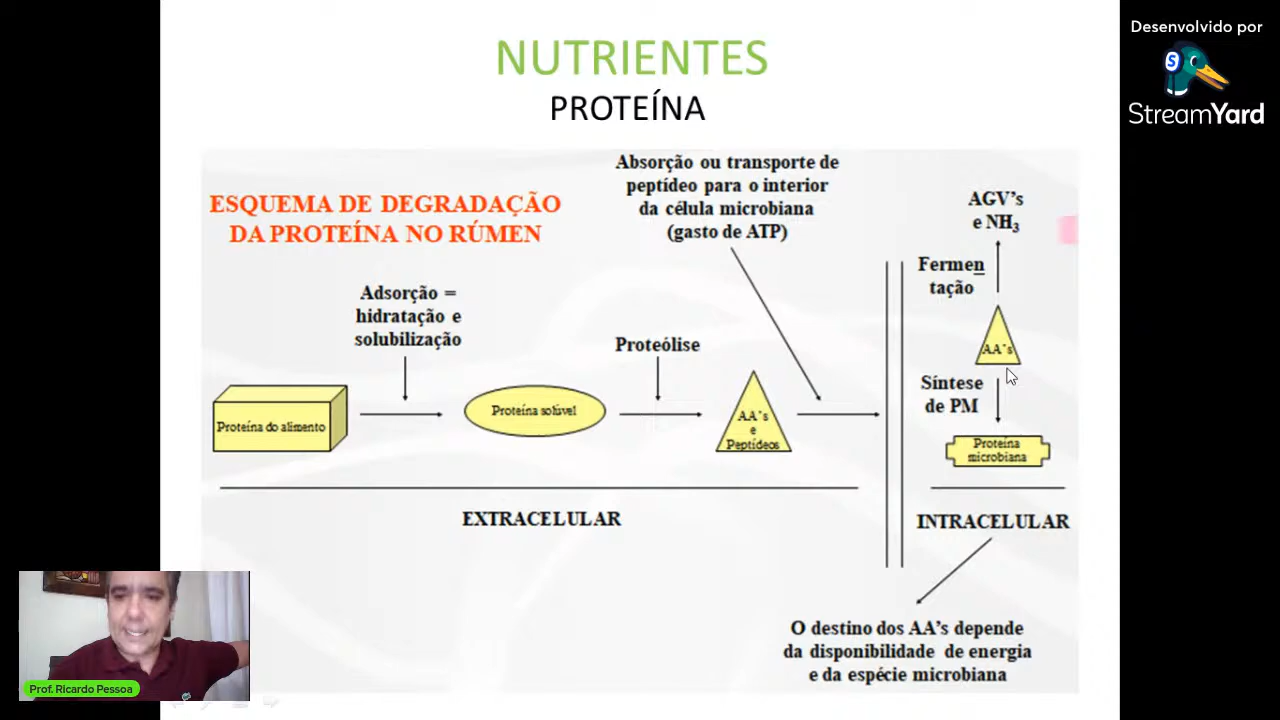 NUTRIENTES
PROTEÍNA
Desenvolvido por
StreamYard
ESQUEMA DE DEGRADAÇÃO
DA PROTEÍNA NO RÚMEN
Absorção ou transporte de
peptídeo para o interior
da célula microbiana
(gasto de ATP)
AGV’s
e NH₃
Fermen
tação
Adsorção =
hidratação e
solubilização
Proteólise
AA’s
Síntese
de PM
Proteína do alimento
Proteína solúvel
AA’s
e
Peptídeos
Proteína
microbiana
EXTRACELULAR
INTRACELULAR
O destino dos AA’s depende
da disponibilidade de energia
e da espécie microbiana
Prof. Ricardo Pessoa